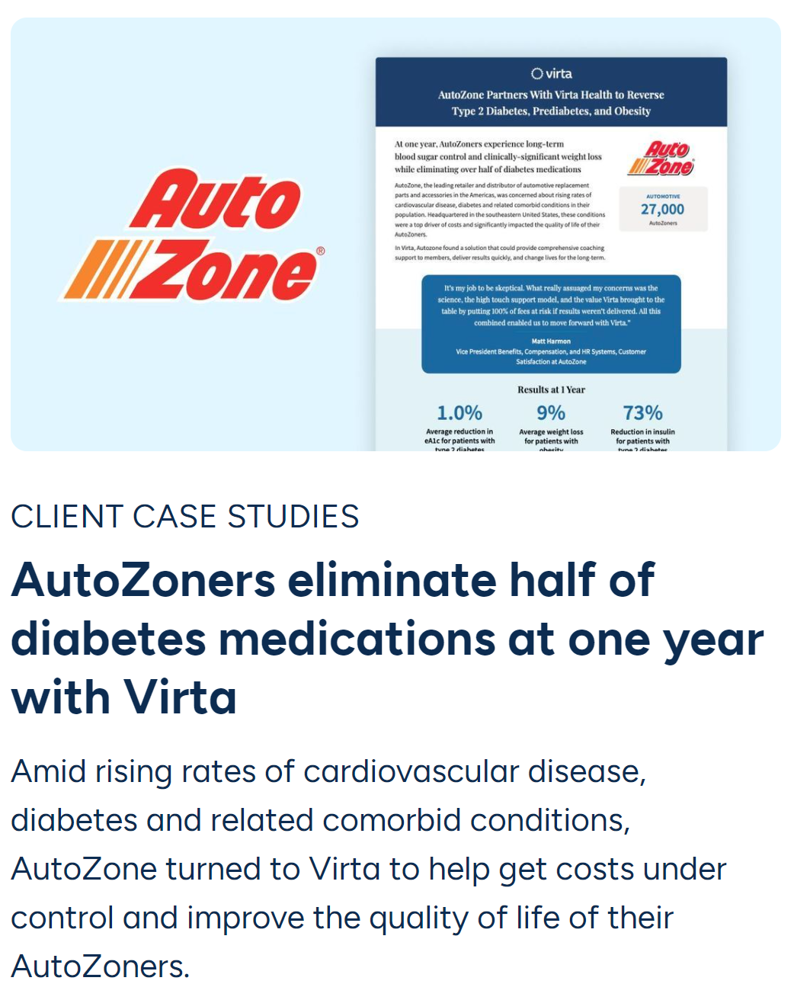 Auto
Zone®
virta
AutoZone Partners With Virta Health to Reverse
Type 2 Diabetes, Prediabetes, and Obesity
At one year, AutoZoners experience long-term
blood sugar control and clinically-significant weight loss
while eliminating over half of diabetes medications
AutoZone, the leading retailer and distributor of automotive replacement
parts and accessories in the Americas, was concerned about rising rates of
cardiovascular disease, diabetes and related comorbid conditions in their
population. Headquartered in the southeastern United States, these conditions
were a top driver of costs and significantly impacted the quality of life of their
AutoZoners.
In Virta, Autozone found a solution that could provide comprehensive coaching
support to members, deliver results quickly, and change lives for the long-term.
Auto
Zone
AUTOMOTIVE
27,000
AutoZoners
It's my job to be skeptical. What really assuaged my concerns was the
science, the high touch support model, and the value Virta brought to the
table by putting 100% of fees at risk if results weren't delivered. All this
combined enabled us to move forward with Virta."
Matt Harmon
Vice President Benefits, Compensation, and HR Systems, Customer
Satisfaction at AutoZone
Results at 1 Year
1.0%
Average reduction in
eA1c for patients with
type 2 diabetes
9%
Average weight loss
for patients with
obesity
73%
Reduction in insulin
for patients with
type 2 diabetes
CLIENT CASE STUDIES
AutoZoners eliminate half of
diabetes medications at one year
with Virta
Amid rising rates of cardiovascular disease,
diabetes and related comorbid conditions,
AutoZone turned to Virta to help get costs under
control and improve the quality of life of their
AutoZoners.